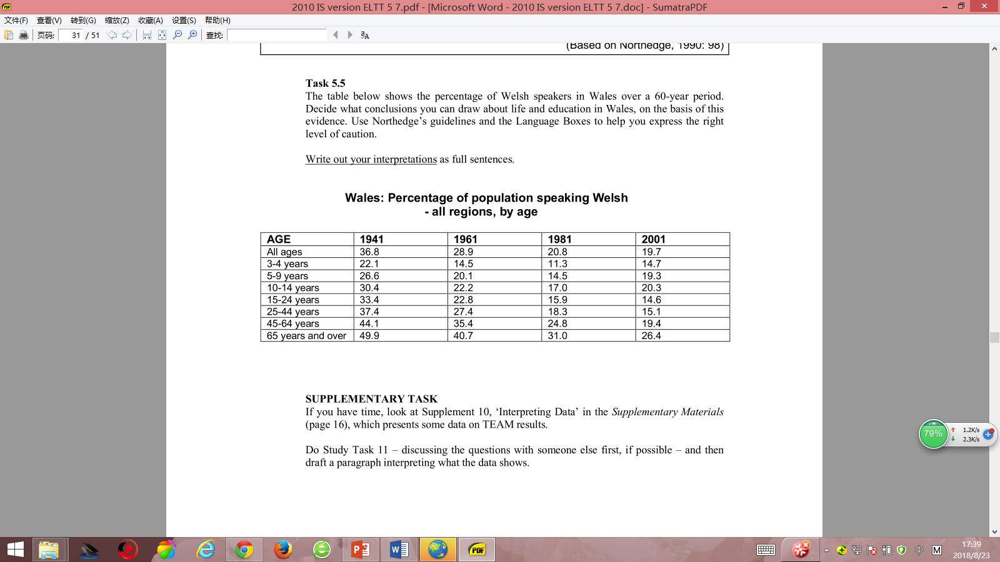 2010 IS version ELTT 5 7.pdf - [Microsoft Word - 2010 IS version ELTT 5 7.doc] - SumatraPDF
文件(F) 查看(V) 转到(G) 缩放(Z) 收藏(A) 设置(S) 帮助(H)
页码: 31 / 51 查找:
(Based on Northedge, 1990: 98)
Task 5.5
The table below shows the percentage of Welsh speakers in Wales over a 60-year period.
Decide what conclusions you can draw about life and education in Wales, on the basis of this
evidence. Use Northedge's guidelines and the Language Boxes to help you express the right
level of caution.
Write out your interpretations as full sentences.
Wales: Percentage of population speaking Welsh
- all regions, by age
AGE 1941 1961 1981 2001
All ages 36.8 28.9 20.8 19.7
3-4 years 22.1 14.5 11.3 14.7
5-9 years 26.6 20.1 14.5 19.3
10-14 years 30.4 22.2 17.0 20.3
15-24 years 33.4 22.8 15.9 14.6
25-44 years 37.4 27.4 18.3 15.1
45-64 years 44.1 35.4 24.8 19.4
65 years and over 49.9 40.7 31.0 26.4
SUPPLEMENTARY TASK
If you have time, look at Supplement 10, 'Interpreting Data' in the Supplementary Materials
(page 16), which presents some data on TEAM results.
Do Study Task 11 – discussing the questions with someone else first, if possible – and then
draft a paragraph interpreting what the data shows.
79% 1.2K/s
2.3K/s
PDF
中 M
17:39
2018/8/23